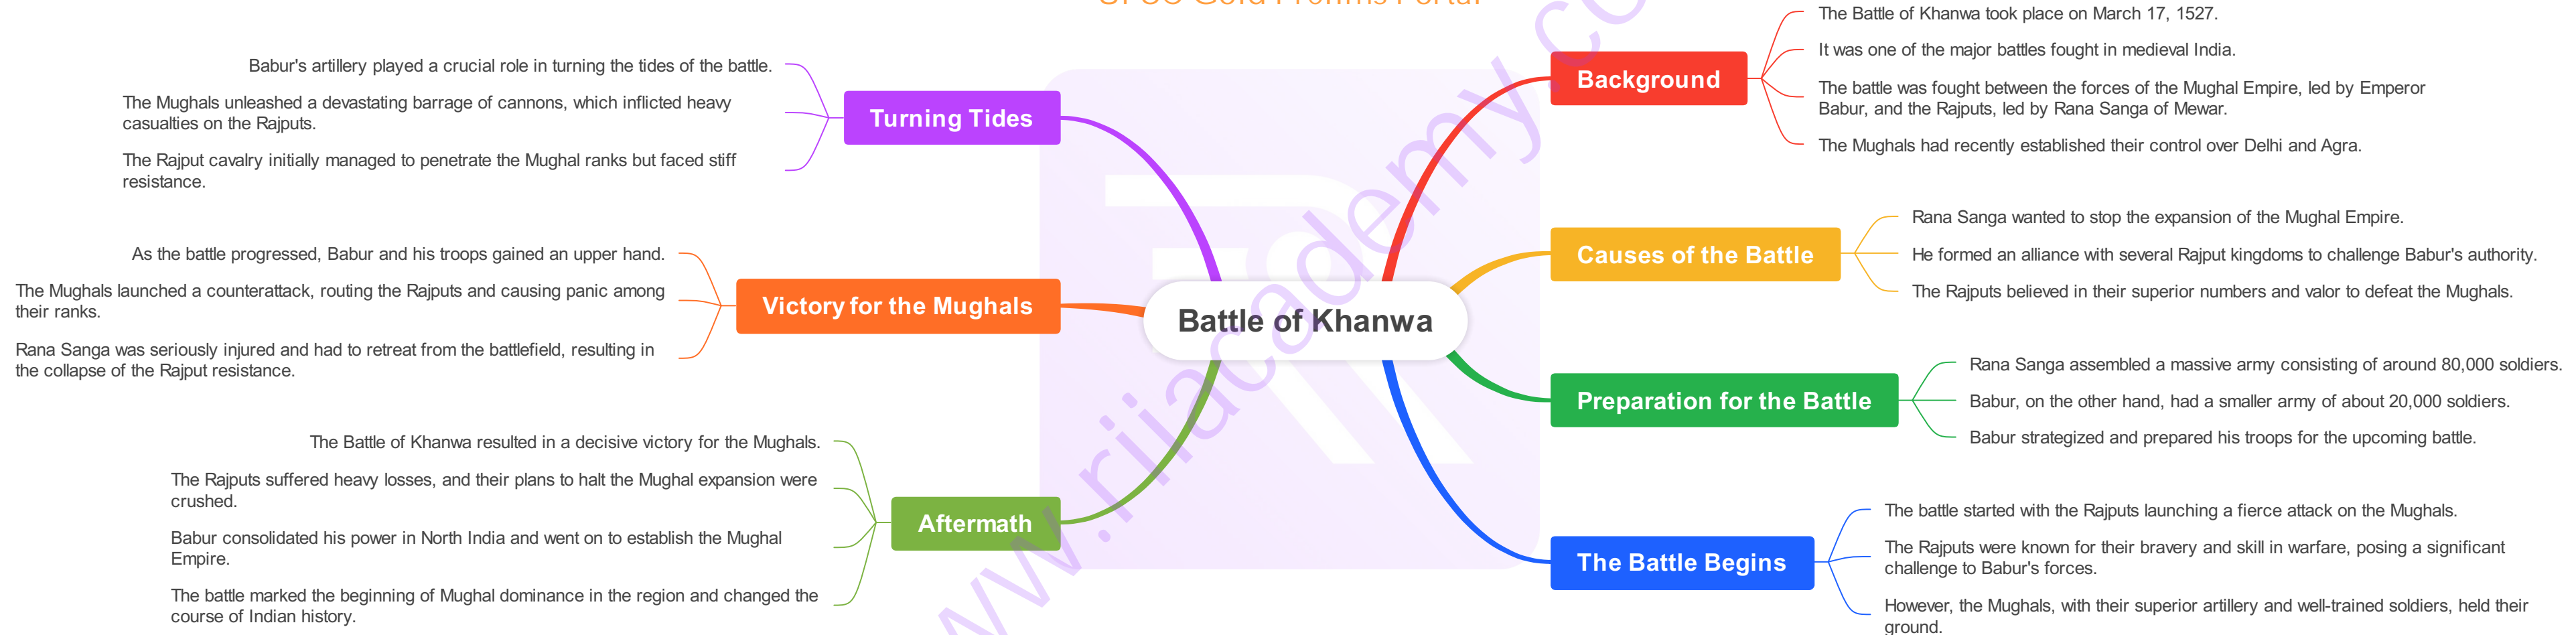 Battle of Khanwa
Background
The Battle of Khanwa took place on March 17, 1527.
It was one of the major battles fought in medieval India.
The battle was fought between the forces of the Mughal Empire, led by Emperor
Babur, and the Rajputs, led by Rana Sanga of Mewar.
The Mughals had recently established their control over Delhi and Agra.
Causes of the Battle
Rana Sanga wanted to stop the expansion of the Mughal Empire.
He formed an alliance with several Rajput kingdoms to challenge Babur's authority.
The Rajputs believed in their superior numbers and valor to defeat the Mughals.
Preparation for the Battle
Rana Sanga assembled a massive army consisting of around 80,000 soldiers.
Babur, on the other hand, had a smaller army of about 20,000 soldiers.
Babur strategized and prepared his troops for the upcoming battle.
The Battle Begins
The battle started with the Rajputs launching a fierce attack on the Mughals.
The Rajputs were known for their bravery and skill in warfare, posing a significant
challenge to Babur's forces.
However, the Mughals, with their superior artillery and well-trained soldiers, held their
ground.
Turning Tides
Babur's artillery played a crucial role in turning the tides of the battle.
The Mughals unleashed a devastating barrage of cannons, which inflicted heavy
casualties on the Rajputs.
The Rajput cavalry initially managed to penetrate the Mughal ranks but faced stiff
resistance.
Victory for the Mughals
As the battle progressed, Babur and his troops gained an upper hand.
The Mughals launched a counterattack, routing the Rajputs and causing panic among
their ranks.
Rana Sanga was seriously injured and had to retreat from the battlefield, resulting in
the collapse of the Rajput resistance.
Aftermath
The Battle of Khanwa resulted in a decisive victory for the Mughals.
The Rajputs suffered heavy losses, and their plans to halt the Mughal expansion were
crushed.
Babur consolidated his power in North India and went on to establish the Mughal
Empire.
The battle marked the beginning of Mughal dominance in the region and changed the
course of Indian history.